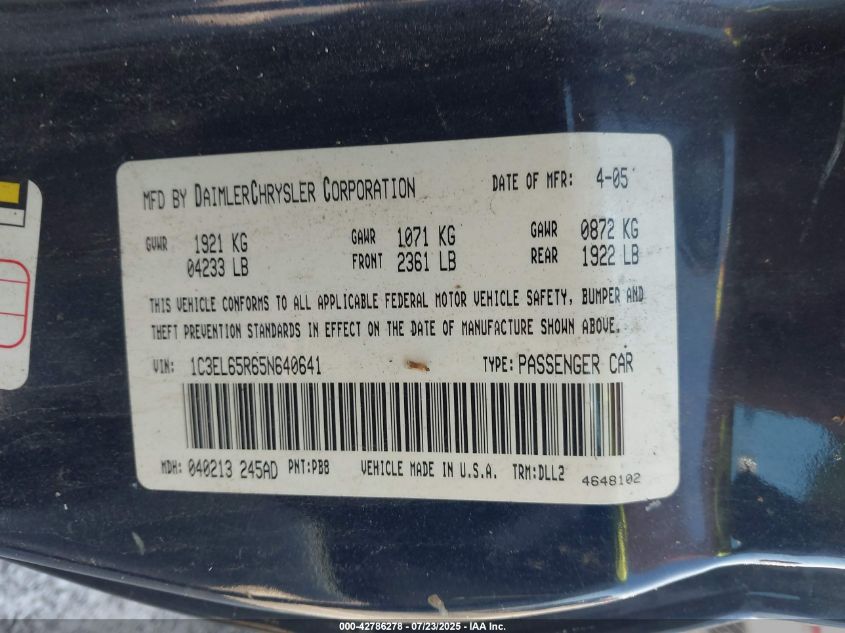 MFD BY DAIMLERCHRYSLER CORPORATION DATE OF MFR: 4-05
GVWR 1921 KG GAWR 1071 KG GAWR 0872 KG
04233 LB FRONT 2361 LB REAR 1922 LB
THIS VEHICLE CONFORMS TO ALL APPLICABLE FEDERAL MOTOR VEHICLE SAFETY, BUMPER AND
THEFT PREVENTION STANDARDS IN EFFECT ON THE DATE OF MANUFACTURE SHOWN ABOVE.
VIN: 1C3EL65R65N640641 TYPE: PASSENGER CAR
MDH: 040213 245AD PNT:PB8 VEHICLE MADE IN U.S.A. TRM:DLL2 4648102
000-42786278 - 07/23/2025 - IAA Inc.